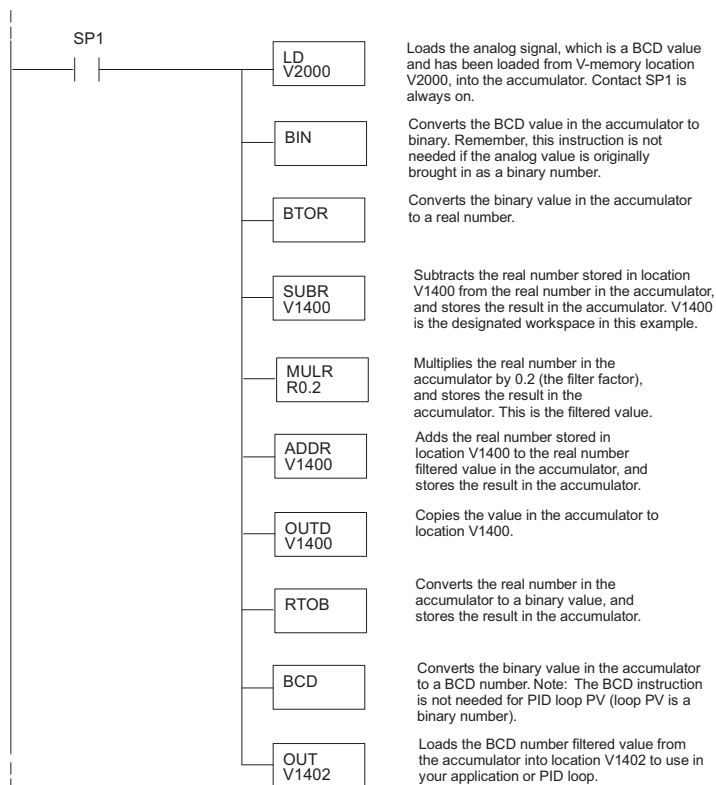 SP1
LD
V2000
Loads the analog signal, which is a BCD value
and has been loaded from V-memory location
V2000, into the accumulator. Contact SP1 is
always on.
BIN
Converts the BCD value in the accumulator to
binary. Remember, this instruction is not
needed if the analog value is originally
brought in as a binary number.
BTOR
Converts the binary value in the accumulator
to a real number.
SUBR
V1400
Subtracts the real number stored in location
V1400 from the real number in the accumulator,
and stores the result in the accumulator. V1400
is the designated workspace in this example.
MULR
R0.2
Multiplies the real number in the
accumulator by 0.2 (the filter factor),
and stores the result in the
accumulator. This is the filtered value.
ADDR
V1400
Adds the real number stored in
location V1400 to the real number
filtered value in the accumulator, and
stores the result in the accumulator.
OUTD
V1400
Copies the value in the accumulator to
location V1400.
RTOB
Converts the real number in the
accumulator to a binary value, and
stores the result in the accumulator.
BCD
Converts the binary value in the accumulator
to a BCD number. Note: The BCD instruction
is not needed for PID loop PV (loop PV is a
binary number).
OUT
V1402
Loads the BCD number filtered value from
the accumulator into location V1402 to use in
your application or PID loop.